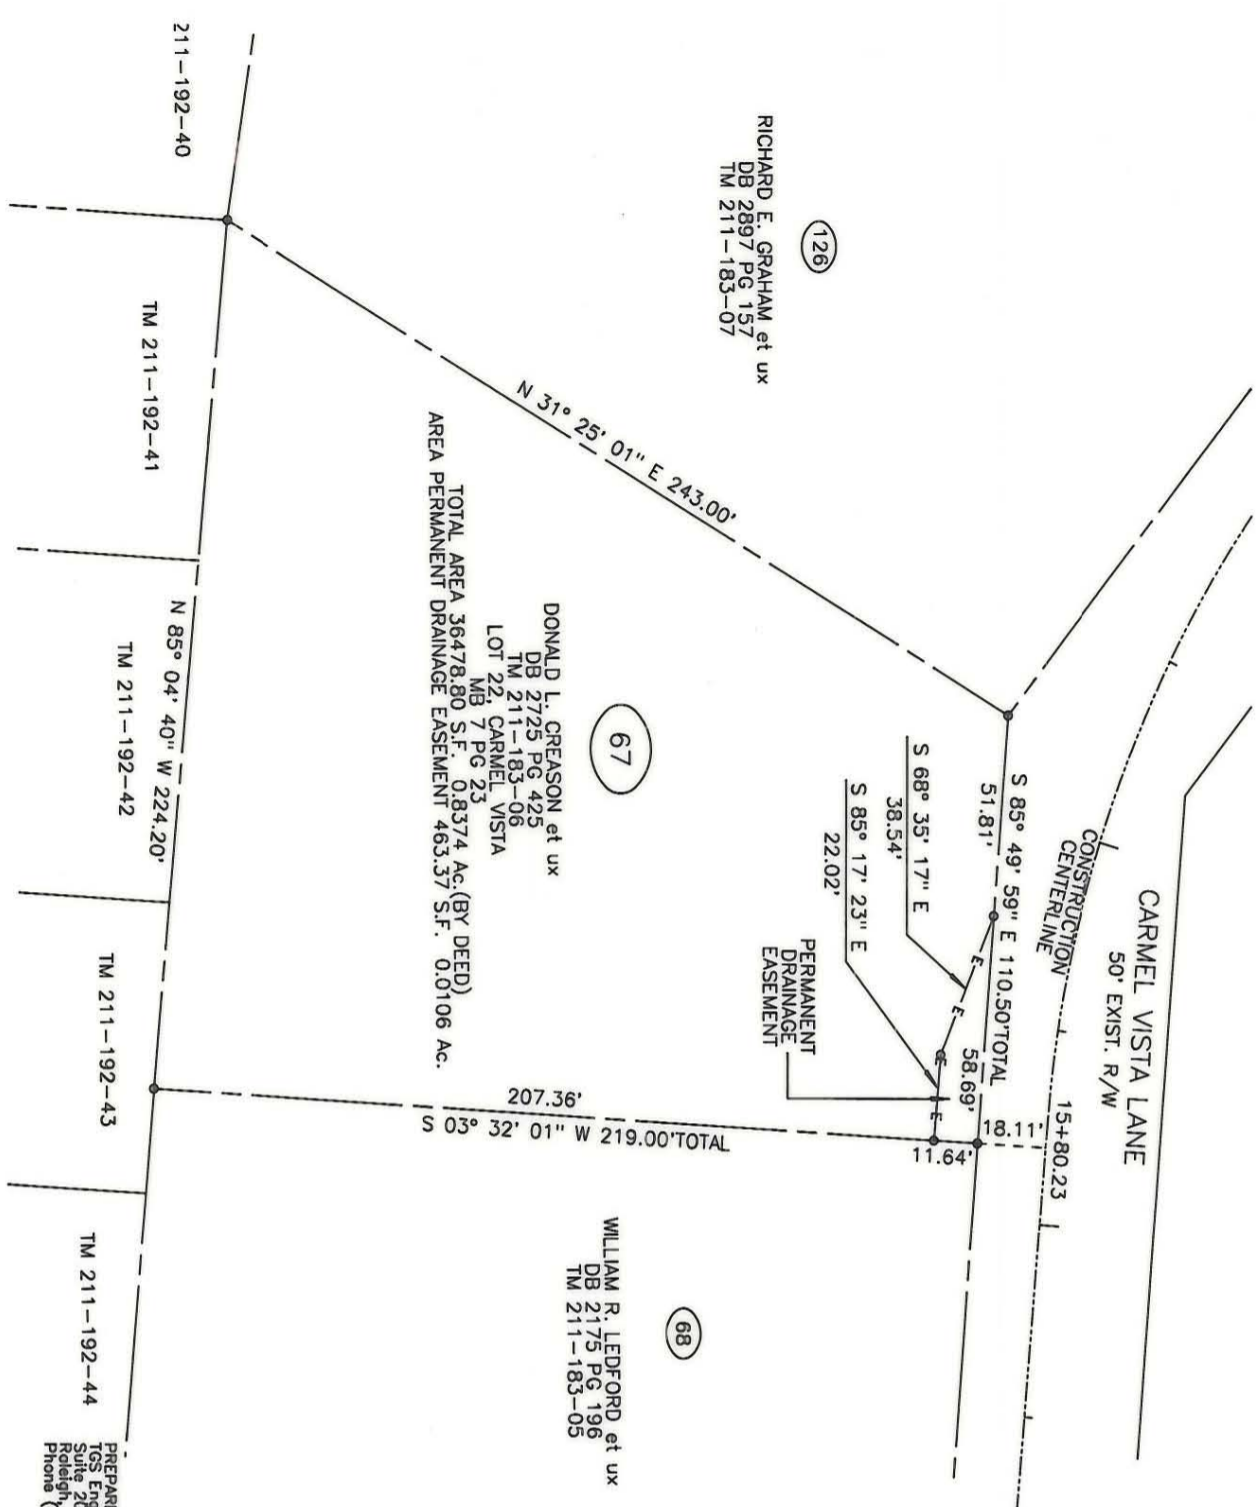 CARMEL VISTA LANE
50' EXIST. R/W
15+80.23
CONSTRUCTION
CENTERLINE
18.11'
S 85° 49' 59" E 110.50'TOTAL
51.81'
58.69'
11.64'
S 68° 35' 17" E
38.54'
S 85° 17' 23" E
22.02'
PERMANENT
DRAINAGE
EASEMENT
E
E
E
E
126
RICHARD E. GRAHAM et ux
DB 2897 PG 157
TM 211-183-07
N 31° 25' 01" E 243.00'
67
DONALD L. CREASON et ux
DB 2725 PG 425
TM 211-183-06
LOT 22, CARMEL VISTA
MB 7 PG 23
TOTAL AREA 36478.80 S.F. 0.8374 Ac.(BY DEED)
AREA PERMANENT DRAINAGE EASEMENT 463.37 S.F. 0.0106 Ac.
207.36'
S 03° 32' 01" W 219.00'TOTAL
68
WILLIAM R. LEDFORD et ux
DB 2175 PG 196
TM 211-183-05
N 85° 04' 40" W 224.20'
211-192-40
TM 211-192-41
TM 211-192-42
TM 211-192-43
TM 211-192-44
PREPAR
TGS Eng
Suite 20
Raleigh,
Phone (